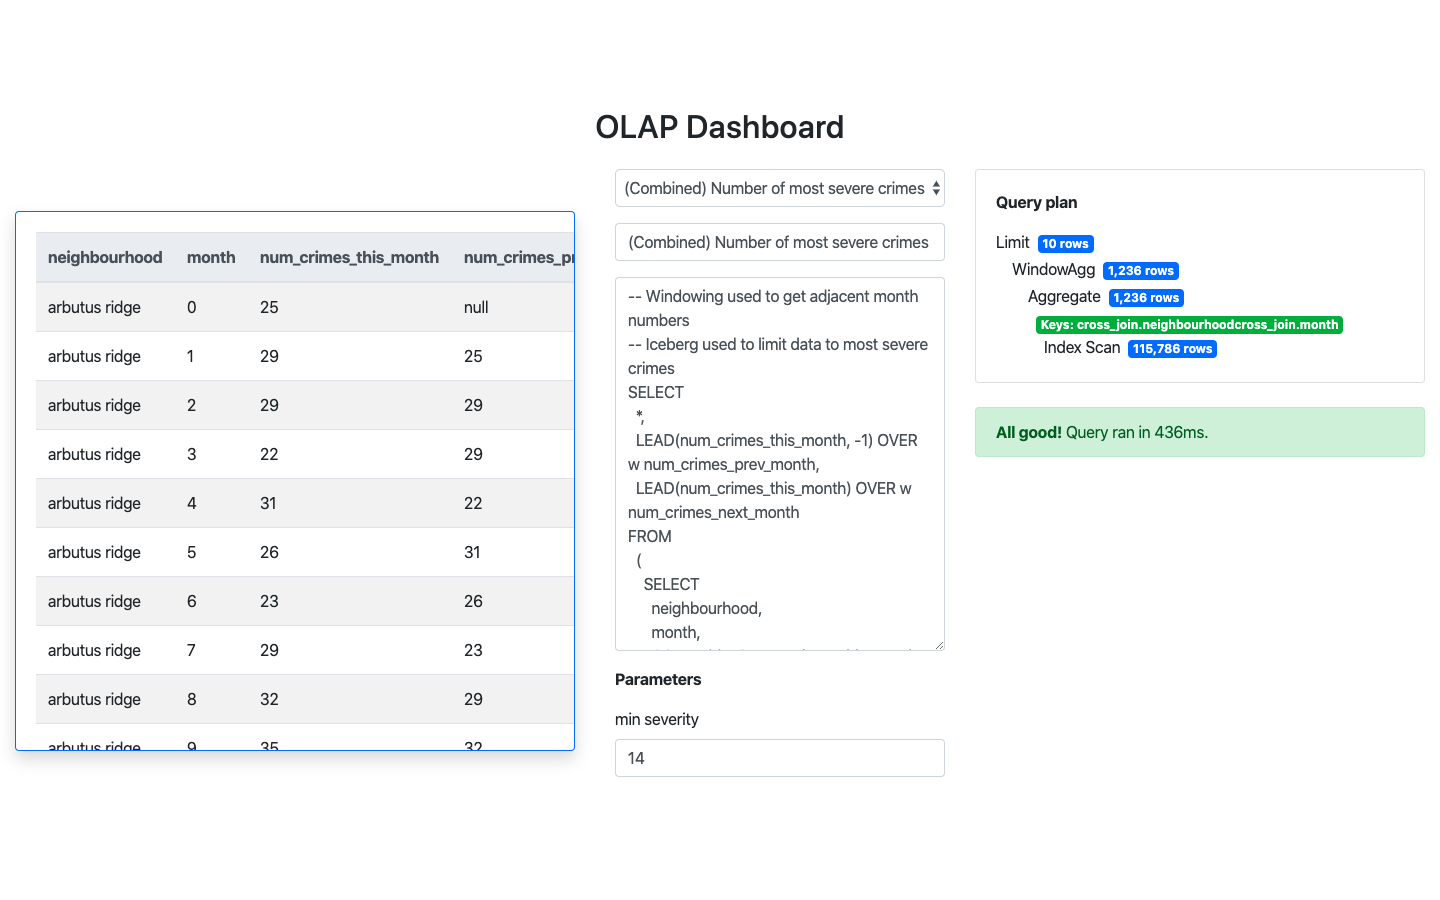 OLAP Dashboard
neighbourhood month num_crimes_this_month num_crimes_pr
arbutus ridge 0 25 null
arbutus ridge 1 29 25
arbutus ridge 2 29 29
arbutus ridge 3 22 29
arbutus ridge 4 31 22
arbutus ridge 5 26 31
arbutus ridge 6 23 26
arbutus ridge 7 29 23
arbutus ridge 8 32 29
arbutus ridge 9 35 32
(Combined) Number of most severe crimes
(Combined) Number of most severe crimes
-- Windowing used to get adjacent month
numbers
-- Iceberg used to limit data to most severe
crimes
SELECT
*,
LEAD(num_crimes_this_month, -1) OVER
w num_crimes_prev_month,
LEAD(num_crimes_this_month) OVER w
num_crimes_next_month
FROM
(
SELECT
neighbourhood,
month,
Parameters
min severity
14
Query plan
Limit 10 rows
WindowAgg 1,236 rows
Aggregate 1,236 rows
Keys: cross_join.neighbourhoodcross_join.month
Index Scan 115,786 rows
All good! Query ran in 436ms.